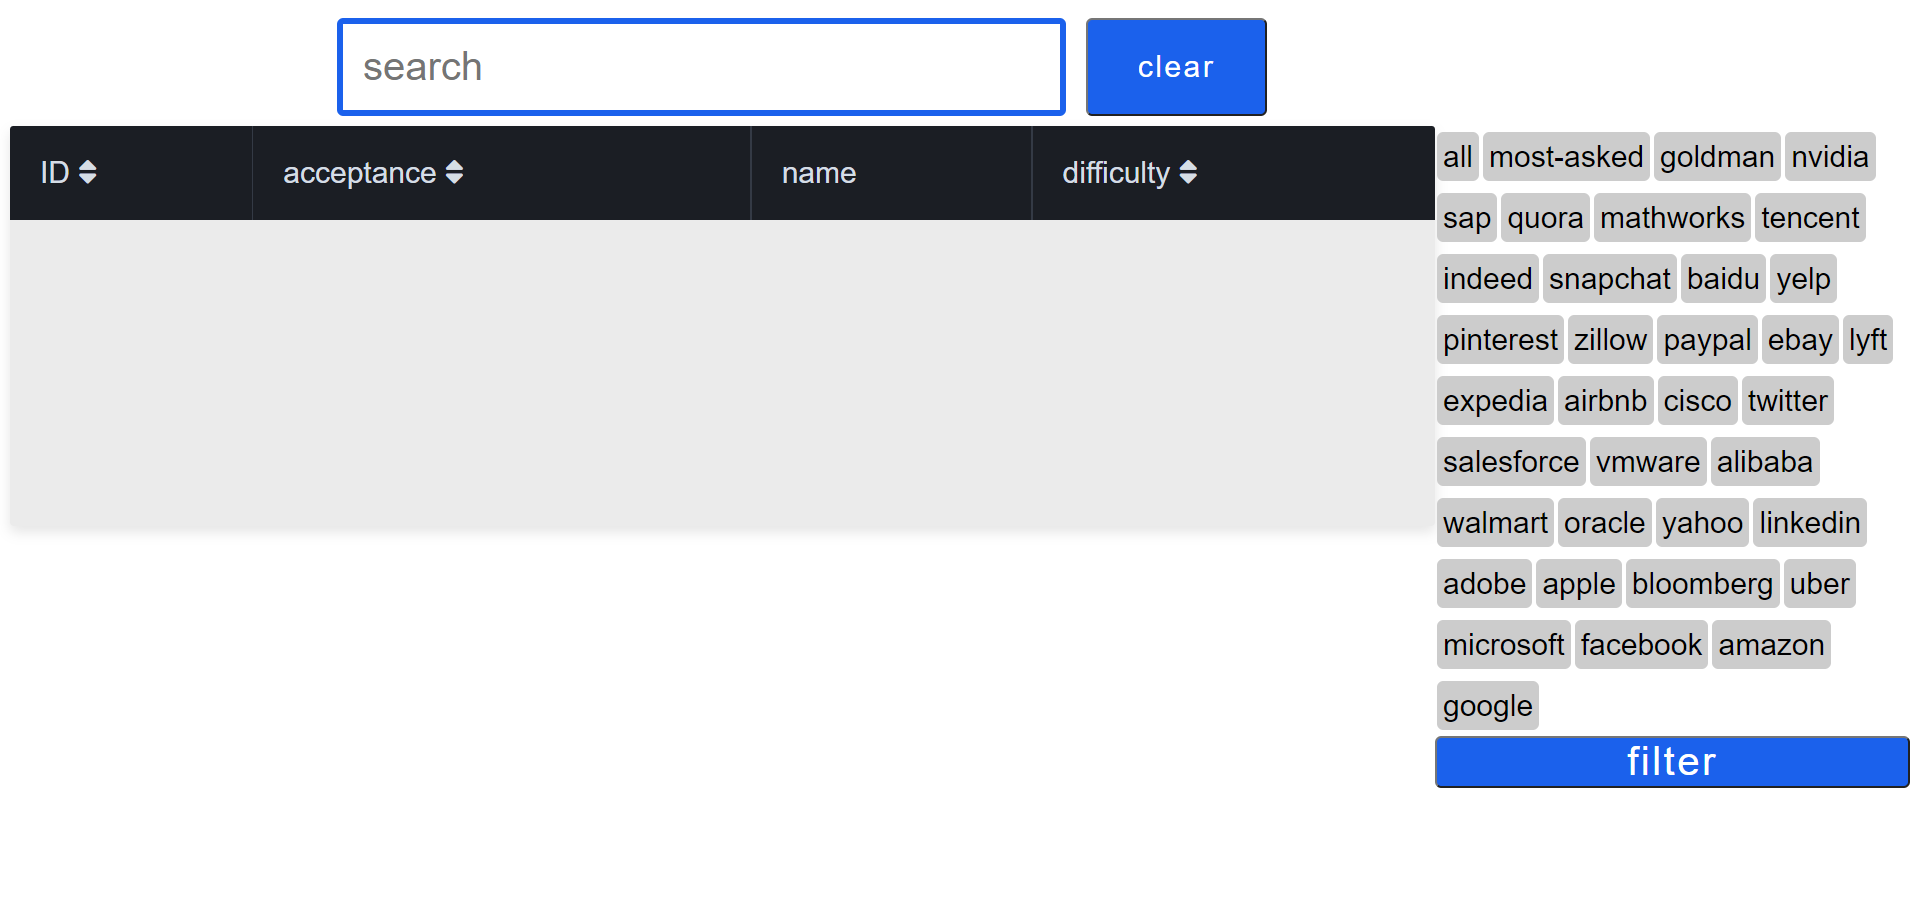 search clear
ID acceptance name difficulty
all most-asked goldman nvidia
sap quora mathworks tencent
indeed snapchat baidu yelp
pinterest zillow paypal ebay lyft
expedia airbnb cisco twitter
salesforce vmware alibaba
walmart oracle yahoo linkedin
adobe apple bloomberg uber
microsoft facebook amazon
google
filter